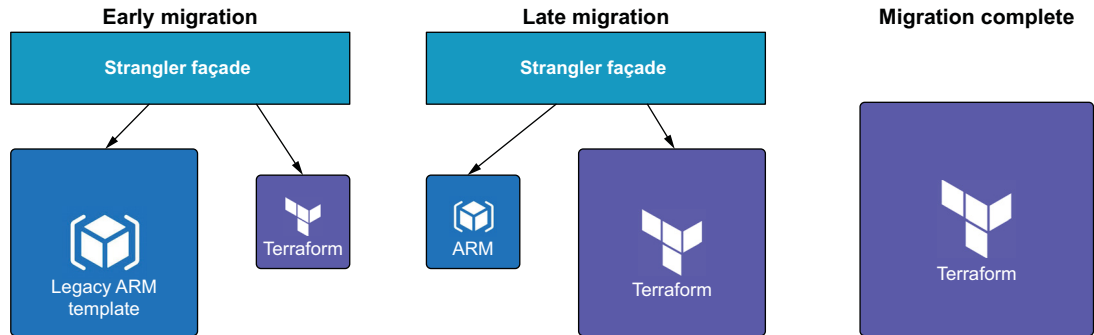 Early migration
Strangler façade
Legacy ARM
template
Terraform
Late migration
Strangler façade
ARM
Terraform
Migration complete
Terraform